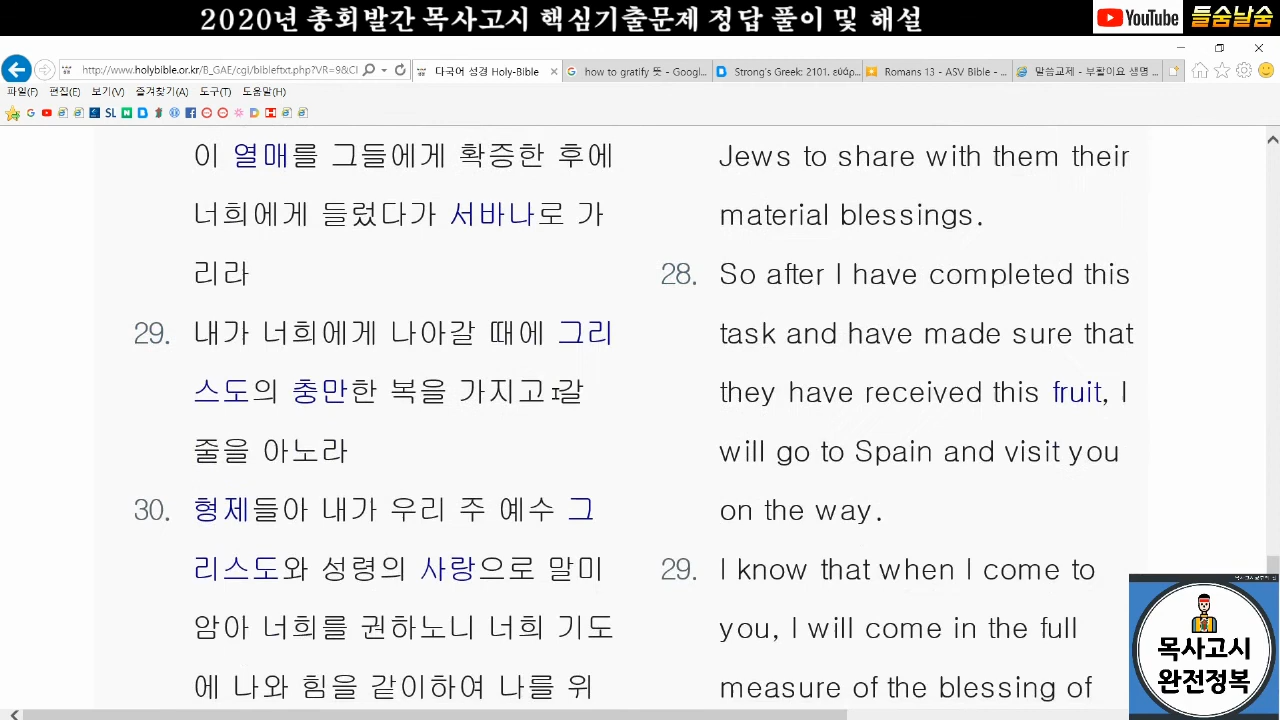 2020년 총회발간 목사고시 핵심기출문제 정답 풀이 및 해설
YouTube 들숨날숨
http://www.holybible.or.kr/B_GAE/cgi/bibleftxt.php?VR=9&CI
다국어 성경 Holy-Bible
how to gratify 뜻 - Googl...
Strong's Greek: 2101. εὐάρ...
Romans 13 - ASV Bible - ...
말씀교제 - 부활이요 생명 ...
파일(F) 편집(E) 보기(V) 즐겨찾기(A) 도구(T) 도움말(H)
이 열매를 그들에게 확증한 후에
너희에게 들렀다가 서바나로 가
리라
29. 내가 너희에게 나아갈 때에 그리
스도의 충만한 복을 가지고 갈
줄을 아노라
30. 형제들아 내가 우리 주 예수 그
리스도와 성령의 사랑으로 말미
암아 너희를 권하노니 너희 기도
에 나와 힘을 같이하여 나를 위
Jews to share with them their
material blessings.
28. So after I have completed this
task and have made sure that
they have received this fruit, I
will go to Spain and visit you
on the way.
29. I know that when I come to
you, I will come in the full
measure of the blessing of
목사고시
완전정복